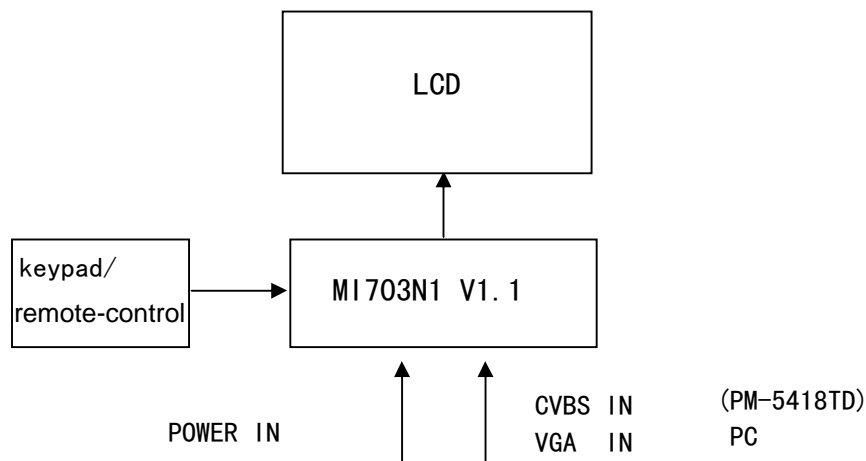 LCD
keypad/
remote-control
MI703N1 V1.1
POWER IN
CVBS IN (PM-5418TD)
VGA IN PC